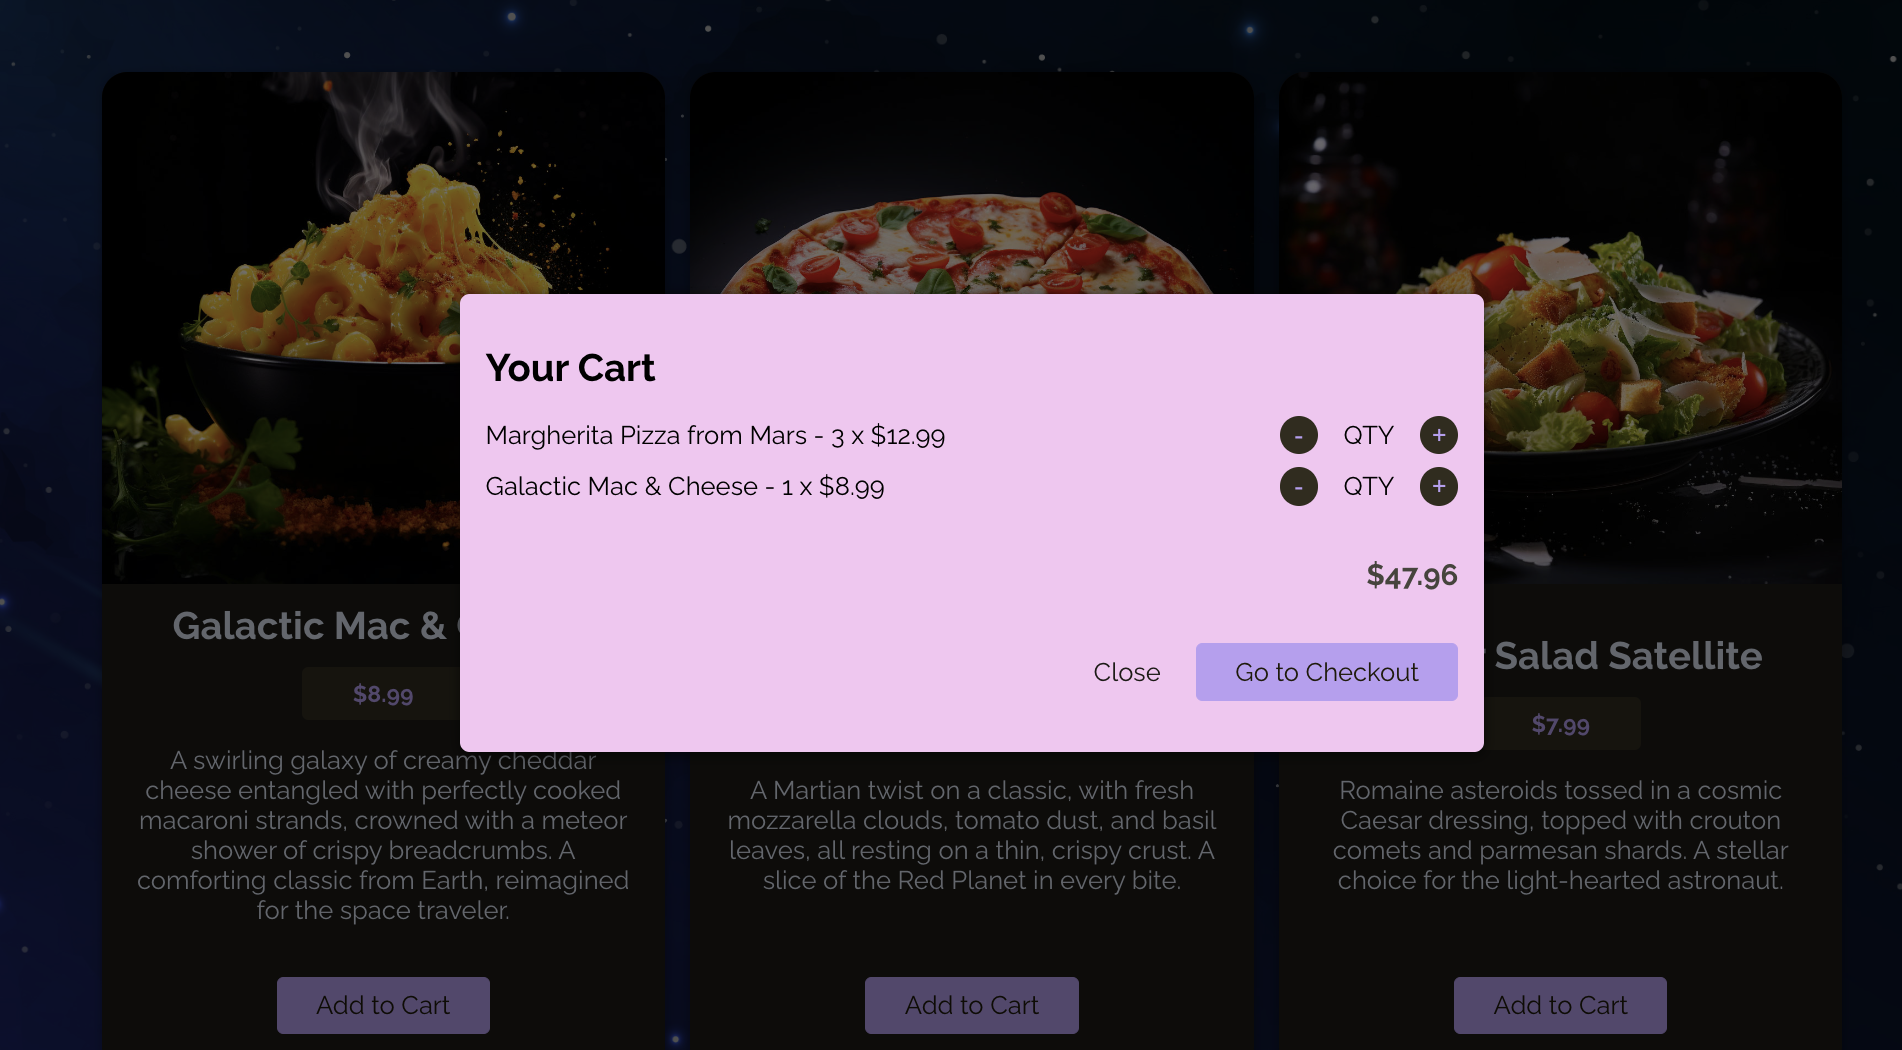 Your Cart
Margherita Pizza from Mars - 3 x $12.99
- QTY +
Galactic Mac & Cheese - 1 x $8.99
- QTY +
$47.96
Close
Go to Checkout
Galactic Mac &
$8.99
A swirling galaxy of creamy cheddar
cheese entangled with perfectly cooked
macaroni strands, crowned with a meteor
shower of crispy breadcrumbs. A
comforting classic from Earth, reimagined
for the space traveler.
Add to Cart
A Martian twist on a classic, with fresh
mozzarella clouds, tomato dust, and basil
leaves, all resting on a thin, crispy crust. A
slice of the Red Planet in every bite.
Add to Cart
Salad Satellite
$7.99
Romaine asteroids tossed in a cosmic
Caesar dressing, topped with crouton
comets and parmesan shards. A stellar
choice for the light-hearted astronaut.
Add to Cart